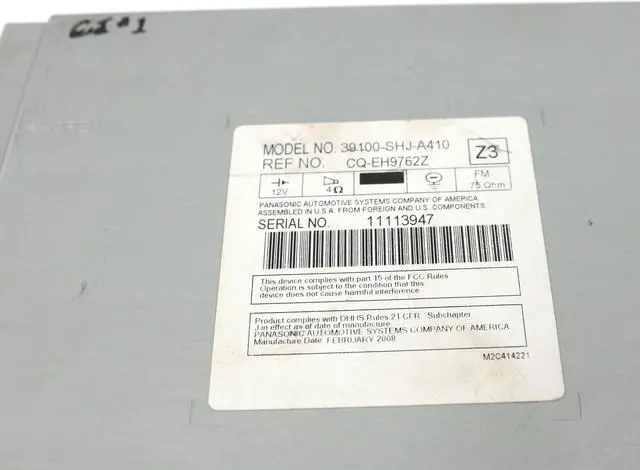 MODEL NO. 39100-SHJ-A410
REF NO. CQ-EH9762Z
Z3
12V
4Ω
FM
75 Ohm
PANASONIC AUTOMOTIVE SYSTEMS COMPANY OF AMERICA
ASSEMBLED IN U.S.A. FROM FOREIGN AND U.S. COMPONENTS
SERIAL NO. 11113947
This device complies with part 15 of the FCC Rules
Operation is subject to the condition that this
device does not cause harmful interference
Product complies with DHHS Rules 21 CFR Subchapter
J in effect as of date of manufacture
PANASONIC AUTOMOTIVE SYSTEMS COMPANY OF AMERICA
Manufacture Date: FEBRUARY 2008
M2C414221